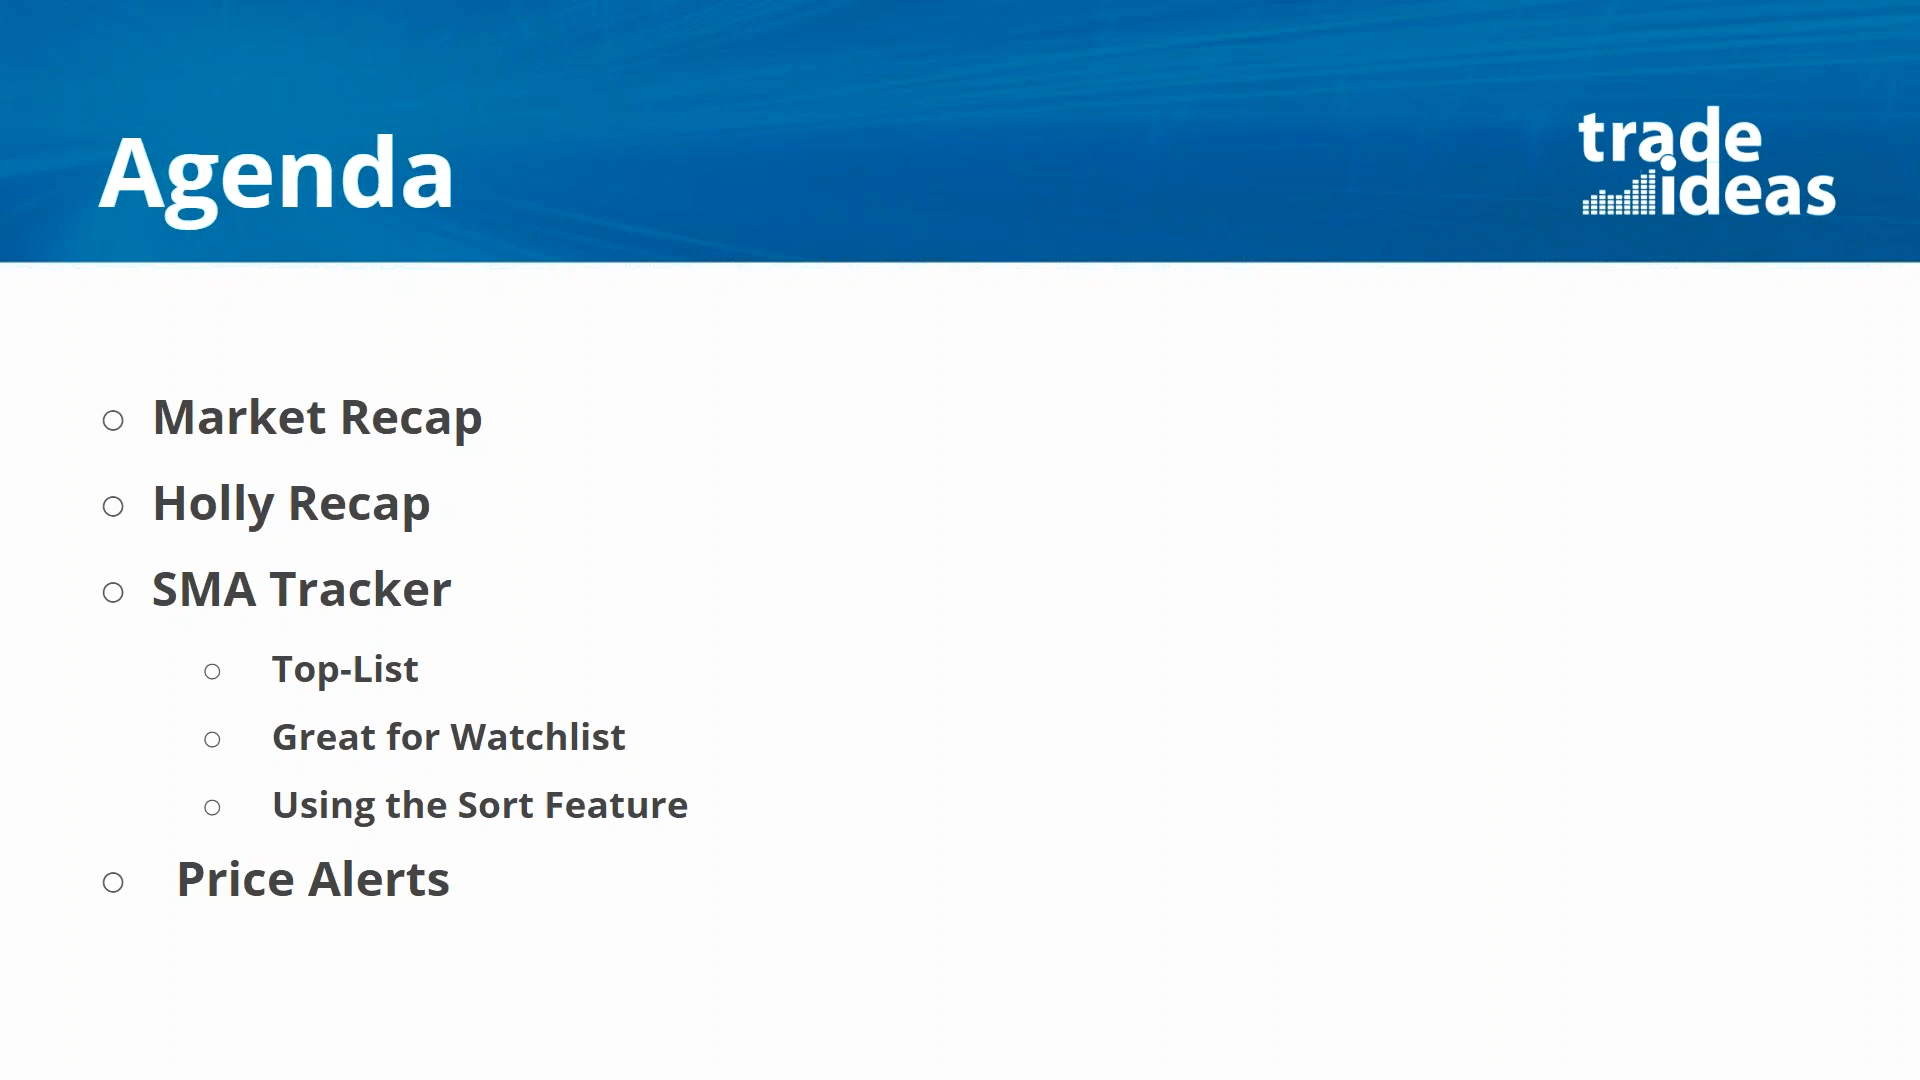 Agenda
trade
ideas
○ Market Recap
○ Holly Recap
○ SMA Tracker
○ Top-List
○ Great for Watchlist
○ Using the Sort Feature
○ Price Alerts